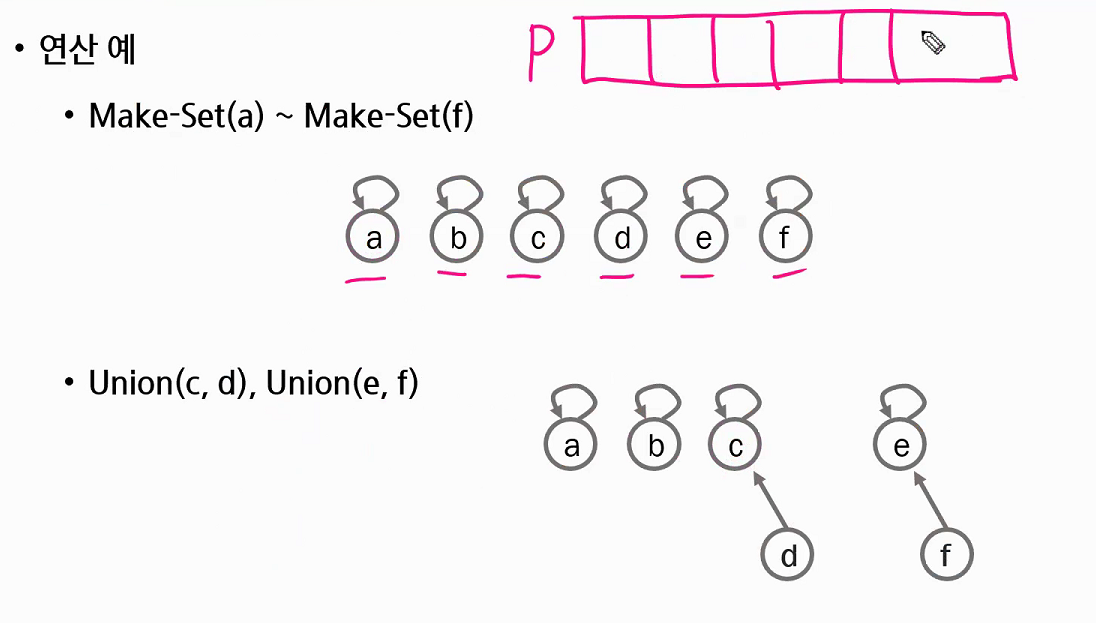 • 연산 예
P
• Make-Set(a) ~ Make-Set(f)
a b c d e f
• Union(c, d), Union(e, f)
a b c e
d f